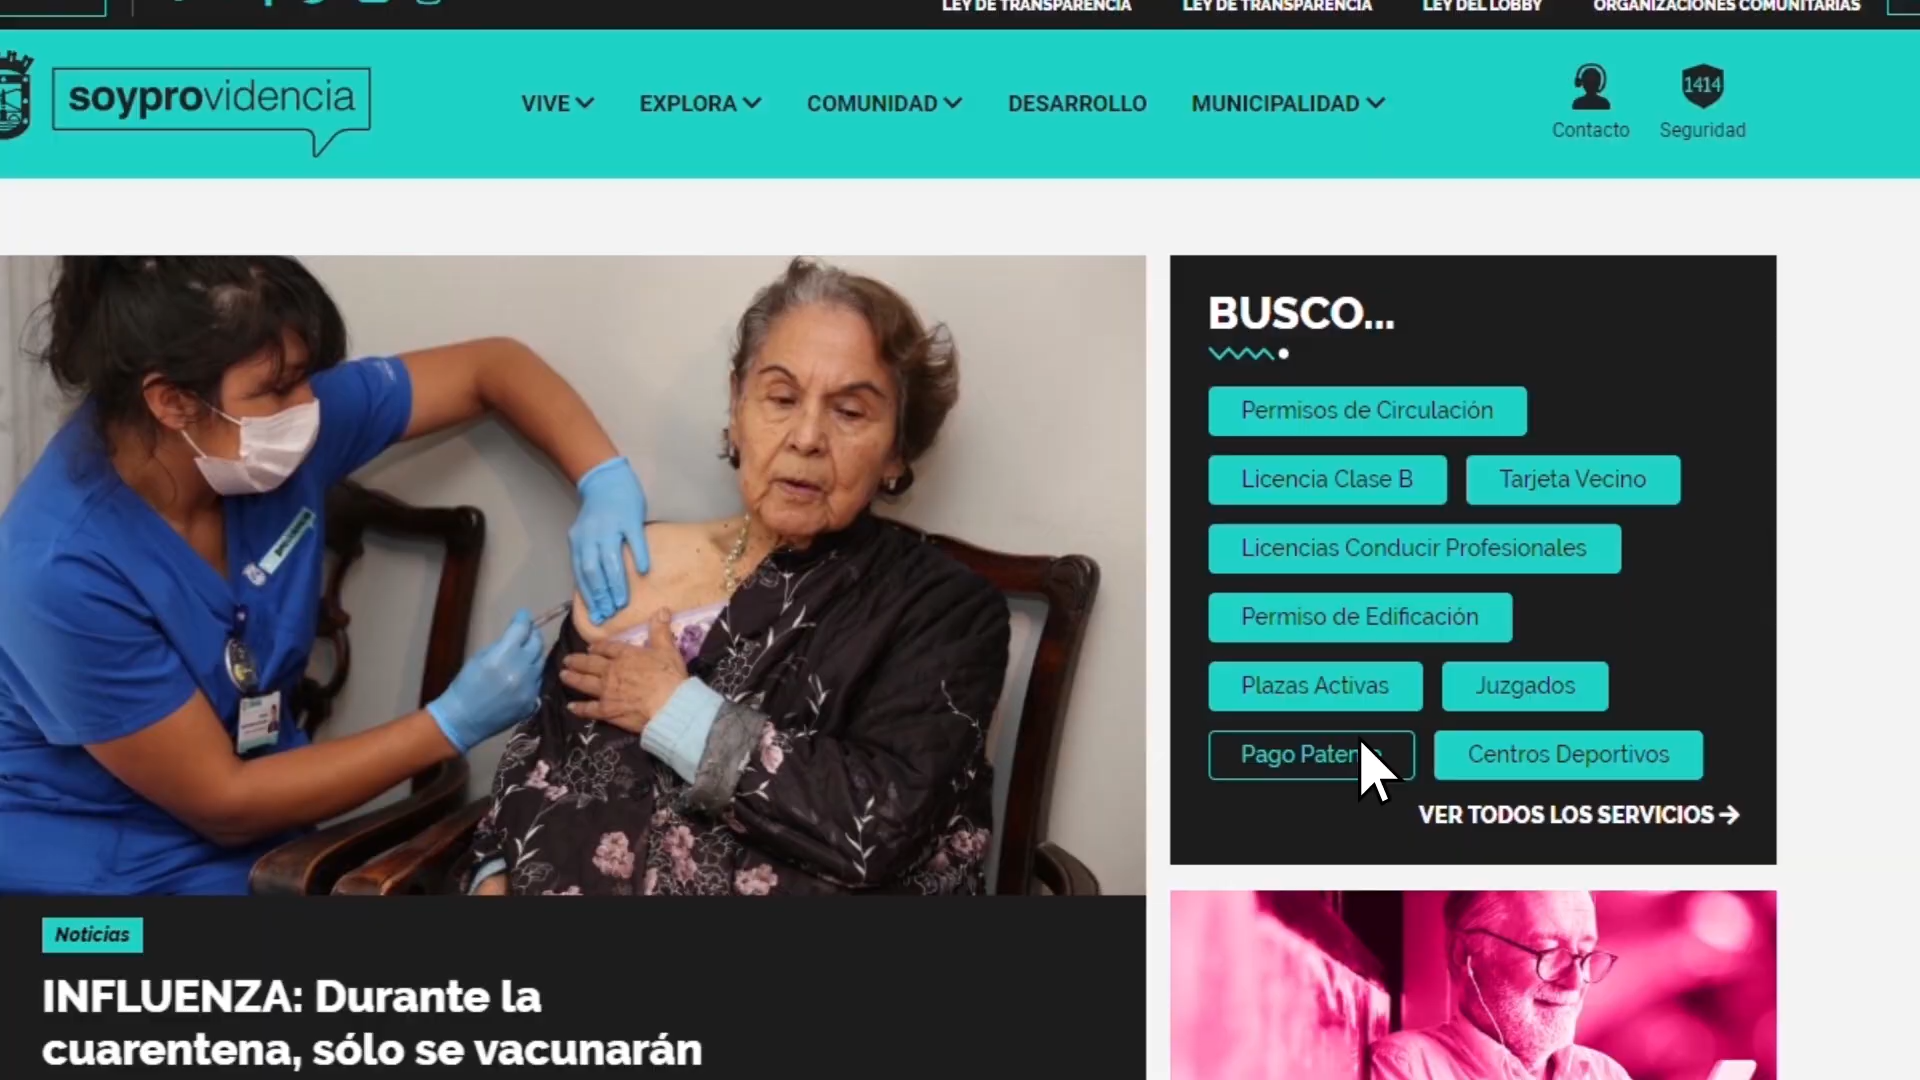 LEY DE TRANSPARENCIA
LEY DE TRANSPARENCIA
LEY DEL LOBBY
ORGANIZACIONES COMUNITARIAS
soyprovidencia
VIVE
EXPLORA
COMUNIDAD
DESARROLLO
MUNICIPALIDAD
Contacto
1414
Seguridad
BUSCO...
Permisos de Circulación
Licencia Clase B
Tarjeta Vecino
Licencias Conducir Profesionales
Permiso de Edificación
Plazas Activas
Juzgados
Pago
Centros Deportivos
VER TODOS LOS SERVICIOS
Noticias
INFLUENZA: Durante la
cuarentena, sólo se vacunarán